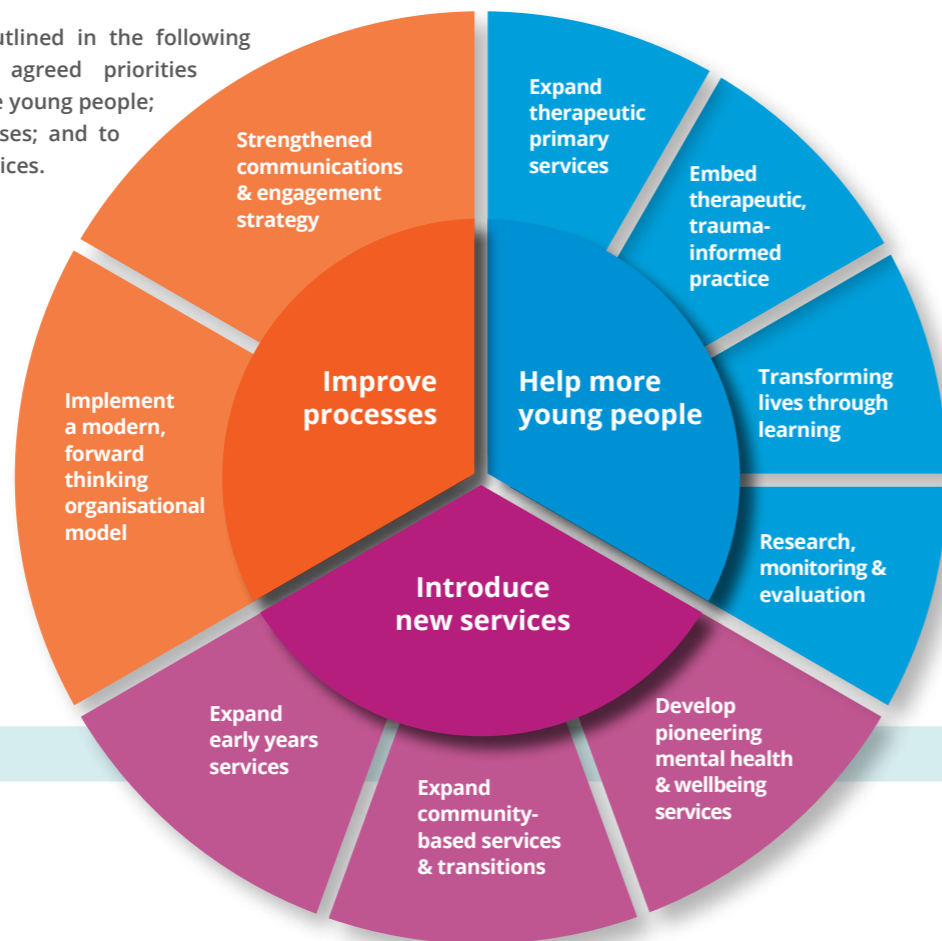 utlined in the following
agreed priorities
young people;
ses; and to
ices.
Strengthened
communications
& engagement
strategy
Expand
therapeutic
primary
services
Embed
therapeutic,
trauma-
informed
practice
Transforming
lives through
learning
Research,
monitoring &
evaluation
Improve
processes
Help more
young people
Implement
a modern,
forward
thinking
organisational
model
Introduce
new services
Expand
early years
services
Expand
community-
based services
& transitions
Develop
pioneering
mental health
& wellbeing
services